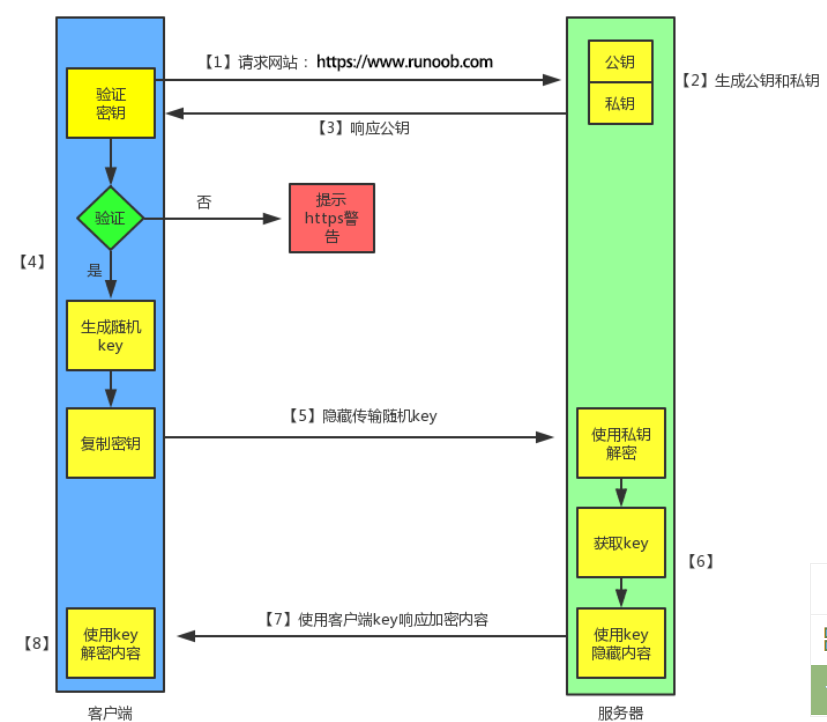 【1】请求网站： https://www.runoob.com
公钥
【2】生成公钥和私钥
私钥
验证
密钥
【3】响应公钥
验证
否
提示
https警
告
【4】
是
生成随机
key
复制密钥
【5】隐藏传输随机key
使用私钥
解密
获取key
【6】
【7】使用客户端key响应加密内容
【8】
使用key
解密内容
使用key
隐藏内容
客户端
服务器